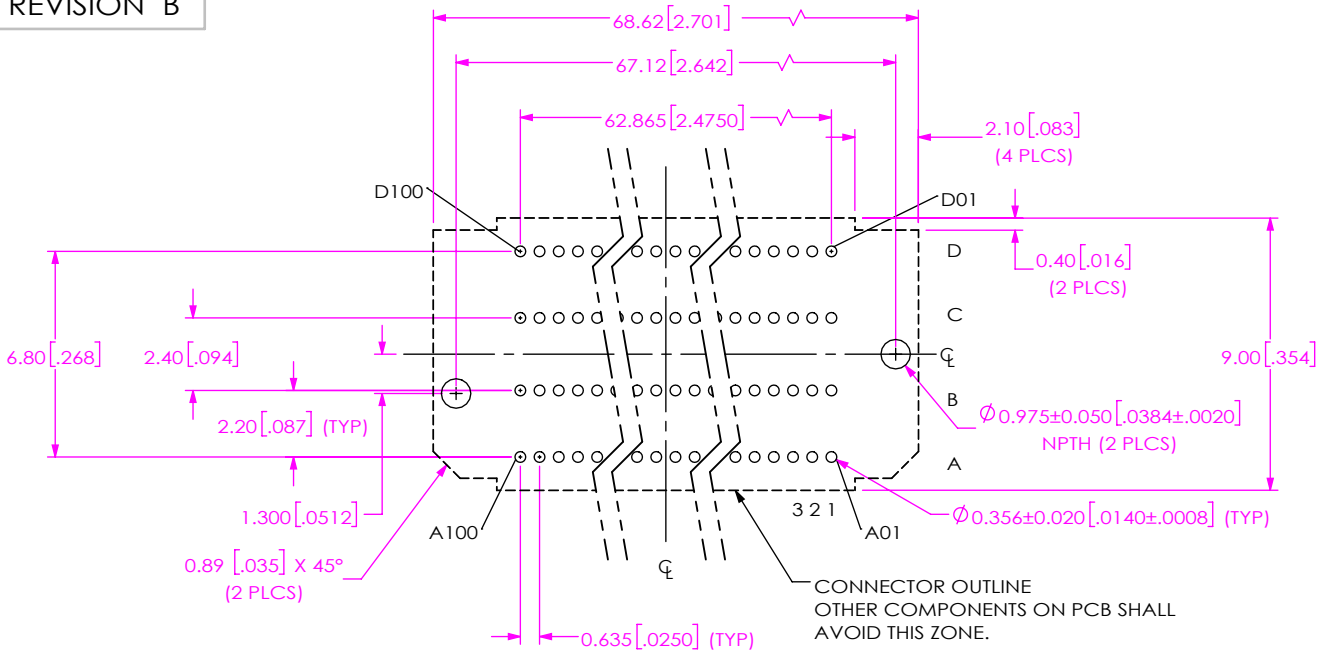 REVISION B
68.62[2.701]
67.12[2.642]
62.865[2.4750]
2.10[.083]
(4 PLCS)
D100
D01
D
0.40[.016]
(2 PLCS)
C
6.80[.268]
2.40[.094]
℄
9.00[.354]
B
2.20[.087] (TYP)
Ø0.975±0.050[.0384±.0020]
NPTH (2 PLCS)
A
1.300[.0512]
3 2 1
Ø0.356±0.020[.0140±.0008] (TYP)
A100
A01
0.89 [.035] X 45°
(2 PLCS)
℄
CONNECTOR OUTLINE
OTHER COMPONENTS ON PCB SHALL
AVOID THIS ZONE.
0.635[.0250] (TYP)